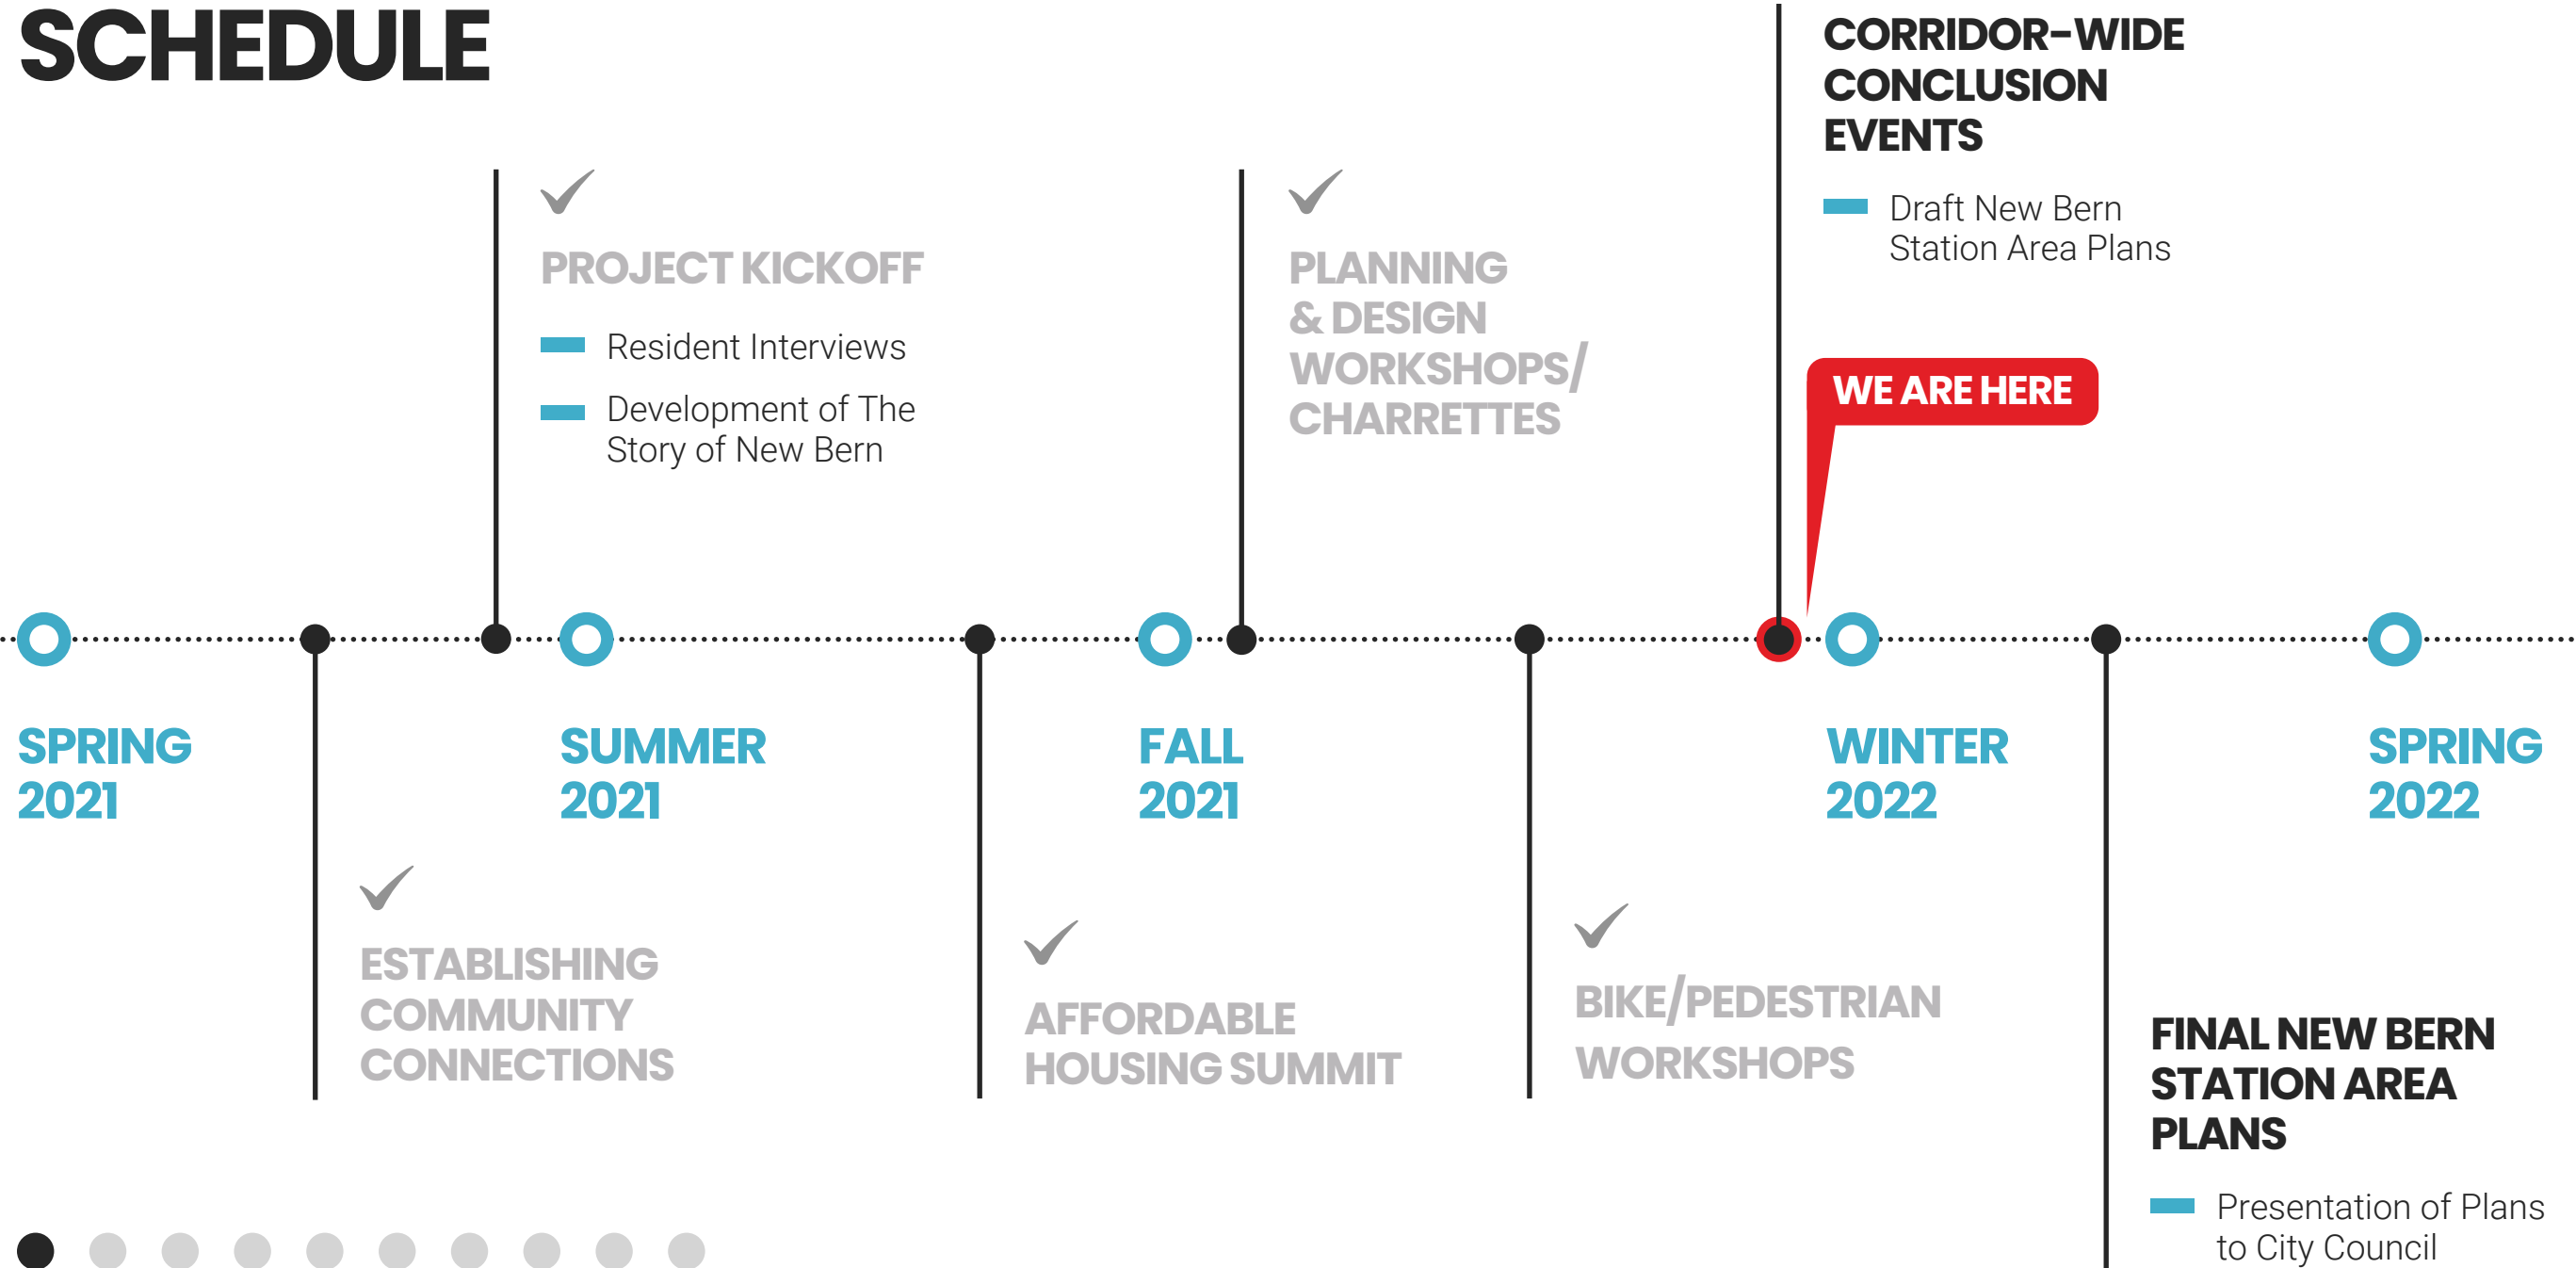 SCHEDULE
PROJECT KICKOFF
Resident Interviews
Development of The
Story of New Bern
PLANNING
& DESIGN
WORKSHOPS/
CHARRETTES
CORRIDOR-WIDE
CONCLUSION
EVENTS
Draft New Bern
Station Area Plans
WE ARE HERE
SPRING
2021
SUMMER
2021
FALL
2021
WINTER
2022
SPRING
2022
ESTABLISHING
COMMUNITY
CONNECTIONS
AFFORDABLE
HOUSING SUMMIT
BIKE/PEDESTRIAN
WORKSHOPS
FINAL NEW BERN
STATION AREA
PLANS
Presentation of Plans
to City Council